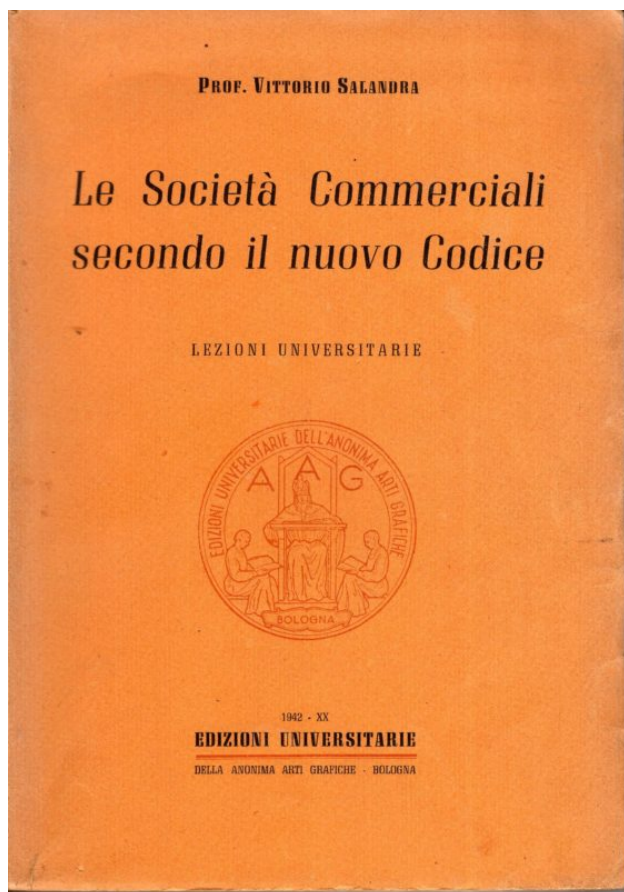 PROF. VITTORIO SALANDRA
Le Società Commerciali
secondo il nuovo Codice
LEZIONI UNIVERSITARIE
EDIZIONI UNIVERSITARIE DELL'ANONIMA ARTI GRAFICHE
A A G
BOLOGNA
1942 - XX
EDIZIONI UNIVERSITARIE
DELLA ANONIMA ARTI GRAFICHE - BOLOGNA